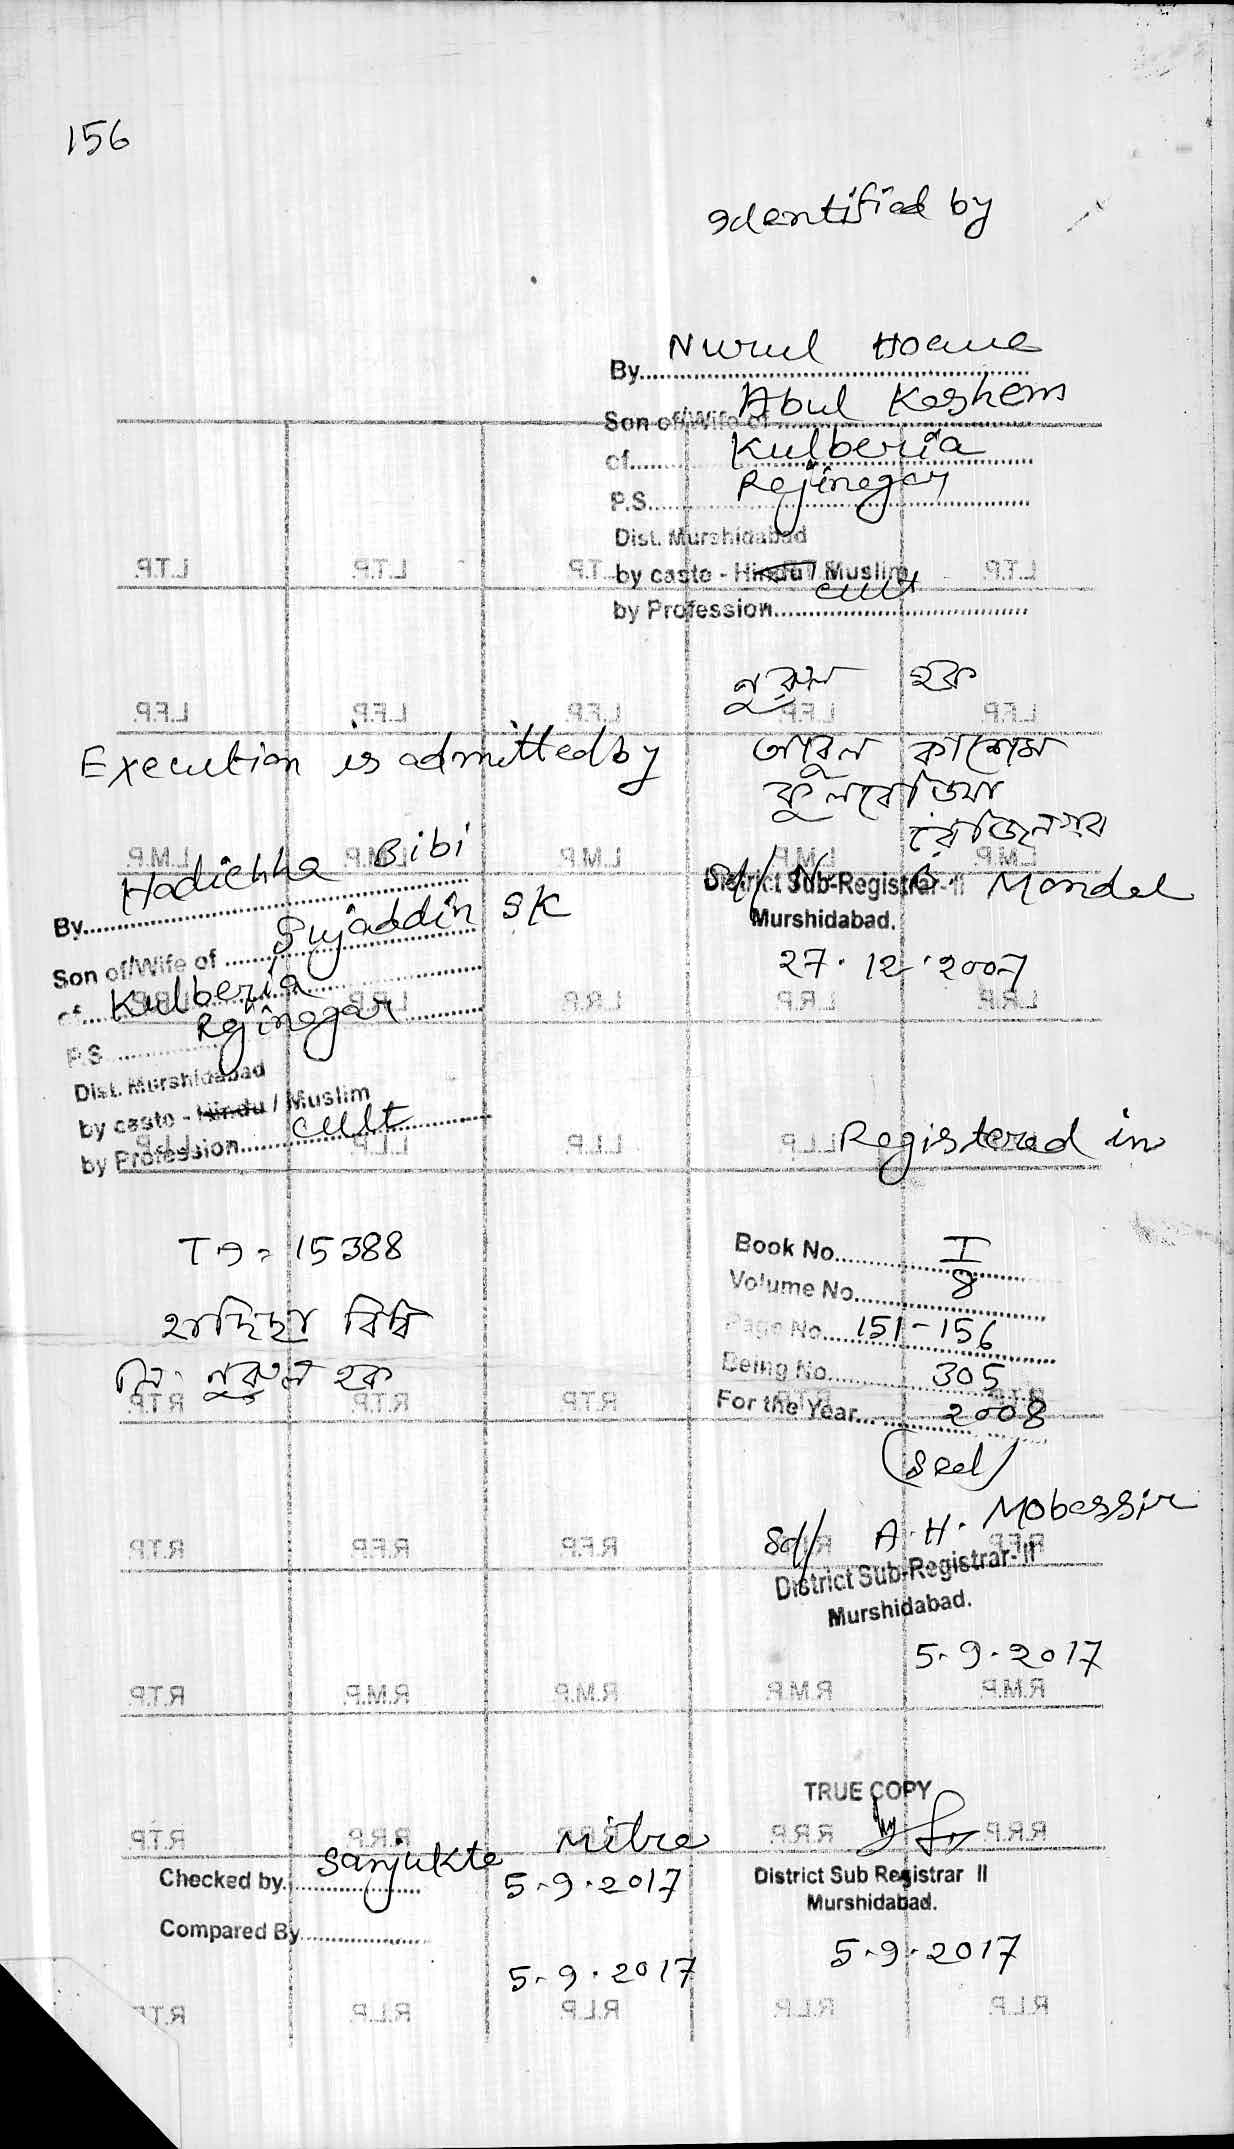 156
Identified by
By Nurul Hoque
Son of/Wife of Abul Kashem
of Kulberia
P.S. Rejinagar
Dist. Murshidabad
by caste - Hindu / Muslim
by Profession cult
নুরুল হক
আবুল কাশেম
কুলবেড়িয়া
রেজিনগর
Sd/ N. Mondal
District Sub-Registrar-II
Murshidabad.
27.12.2007
Execution is admitted by
By Hadichha Bibi
Son of/Wife of Sujaddin SK
of Kulberia
P.S. Rejinagar
Dist. Murshidabad
by caste - Hindu / Muslim
by Profession cult
15388
হাদিছা বিবি
লি. নুরুল হক
Registered in
Book No. I
Volume No. 8
Page No. 151-156
Being No. 305
For the Year 2008
(Seal)
Sd/ A.H. Mobassir
District Sub-Registrar-II
Murshidabad.
5.9.2017
TRUE COPY
Checked by Sanjukta Mitra
5.9.2017
Compared By
5.9.2017
District Sub Registrar II
Murshidabad.
5.9.2017